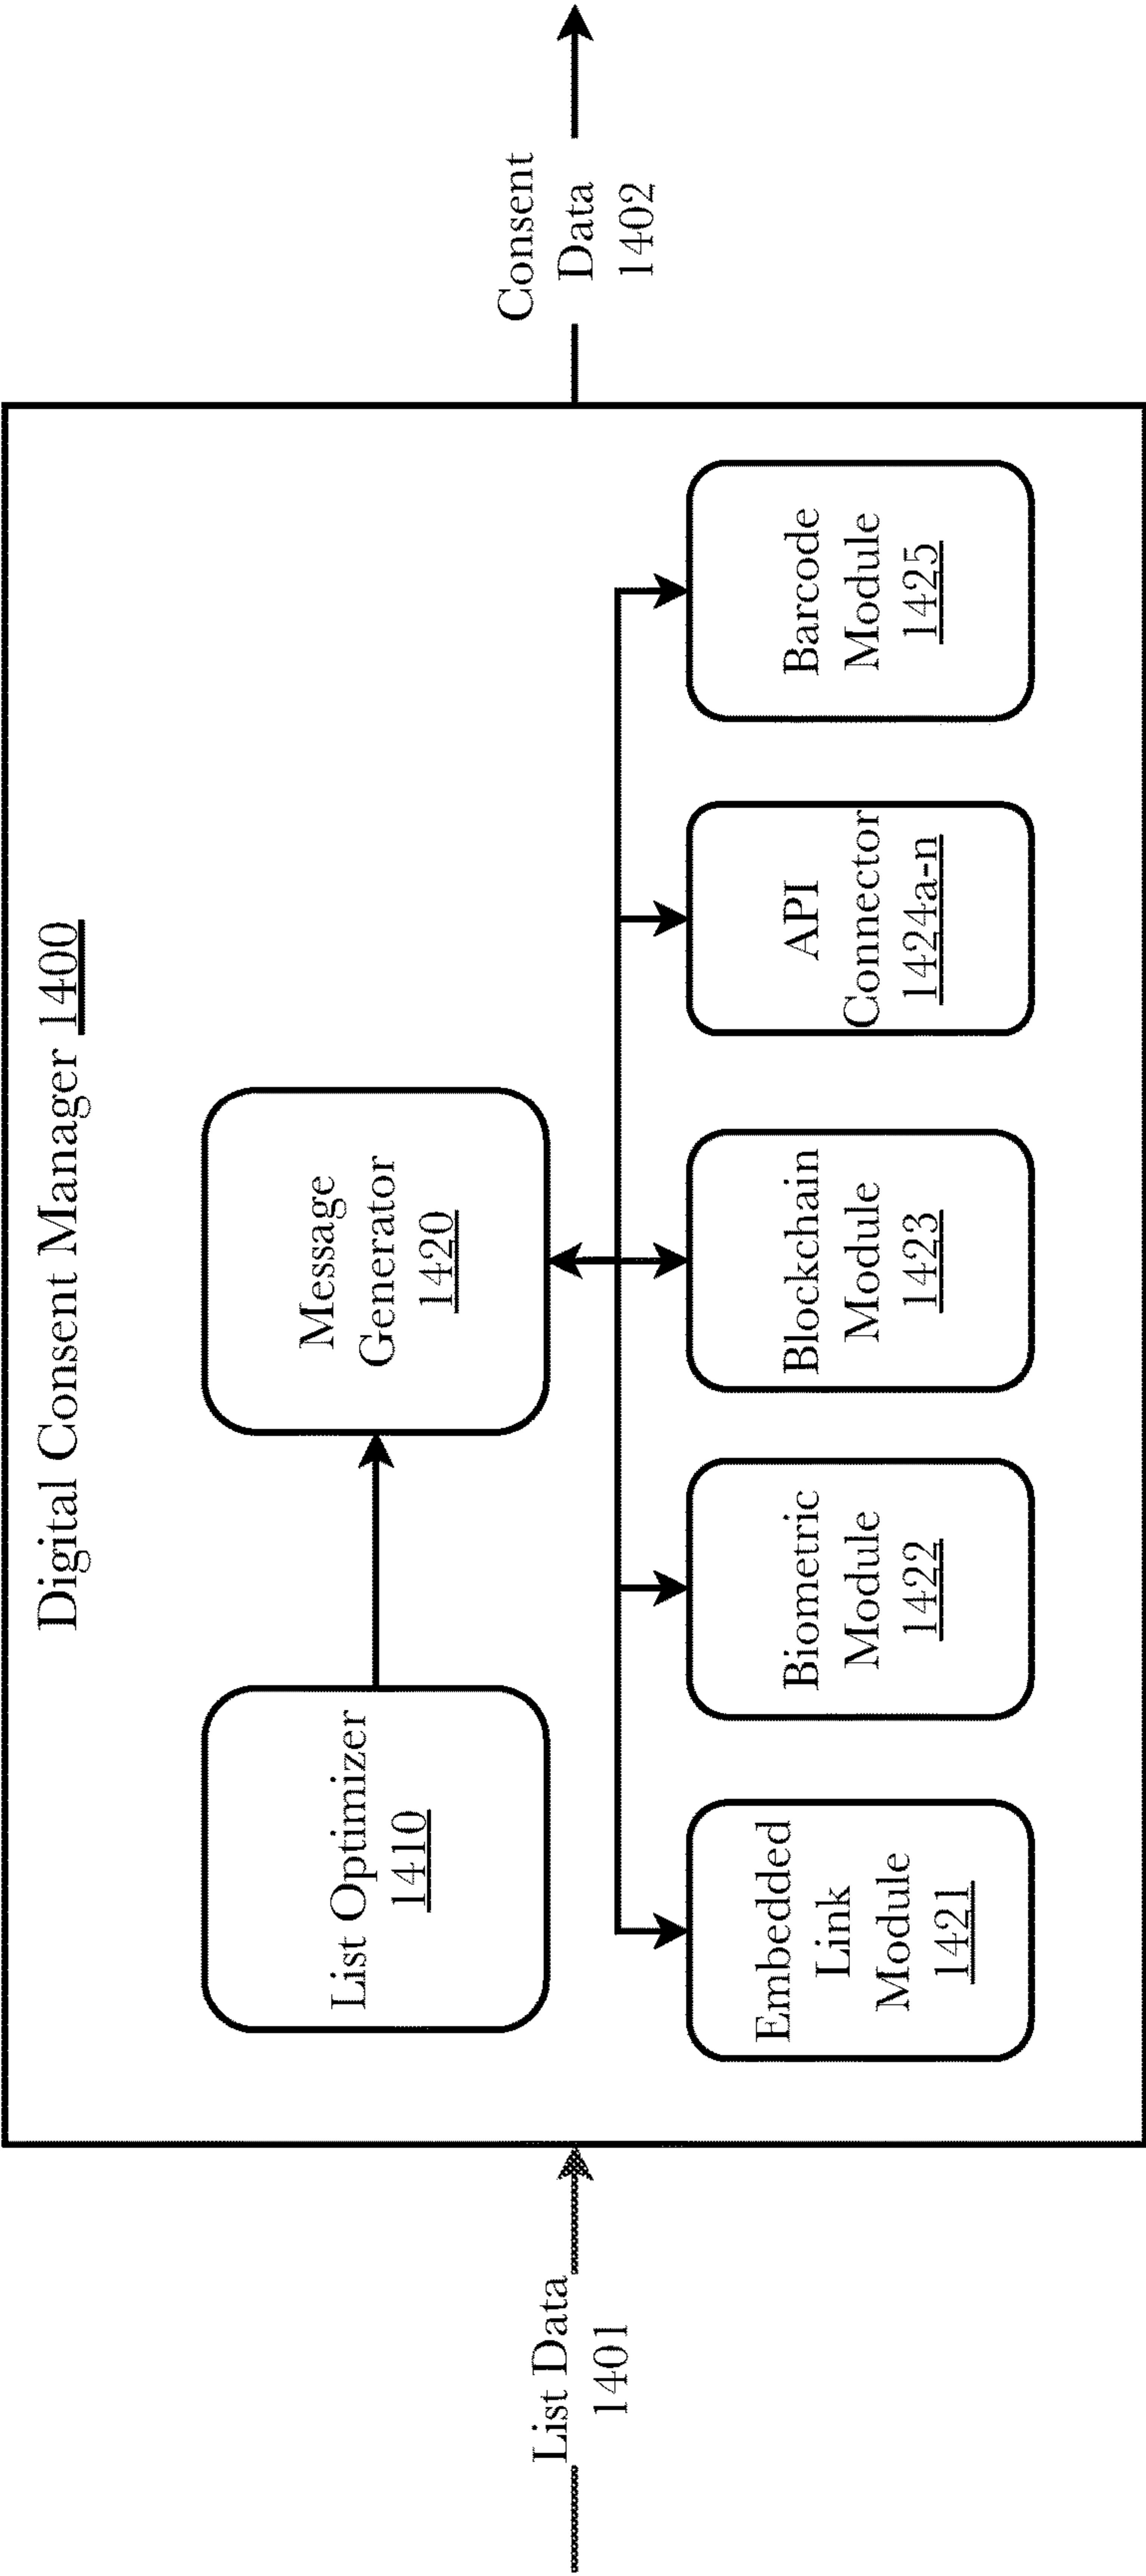 Digital Consent Manager 1400
List Data
1401
List Optimizer
1410
Message
Generator
1420
Consent
Data
1402
Embedded
Link
Module
1421
Biometric
Module
1422
Blockchain
Module
1423
API
Connector
1424a-n
Barcode
Module
1425